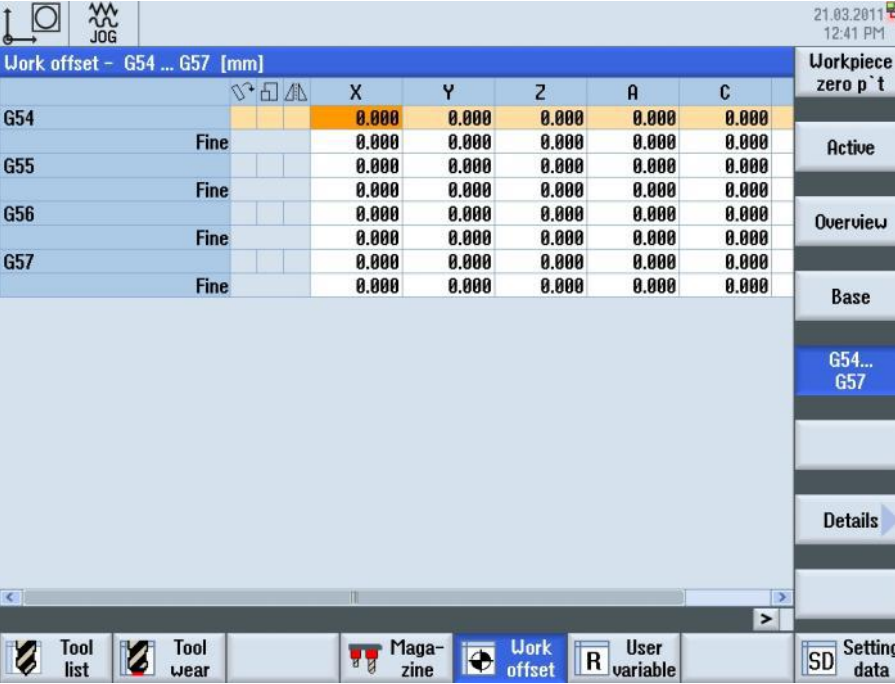 JOG
21.03.2011
12:41 PM
Work offset - G54 ... G57 [mm]
Workpiece
zero p`t
X Y Z A C
G54 0.000 0.000 0.000 0.000 0.000
Fine 0.000 0.000 0.000 0.000 0.000
G55 0.000 0.000 0.000 0.000 0.000
Fine 0.000 0.000 0.000 0.000 0.000
G56 0.000 0.000 0.000 0.000 0.000
Fine 0.000 0.000 0.000 0.000 0.000
G57 0.000 0.000 0.000 0.000 0.000
Fine 0.000 0.000 0.000 0.000 0.000
Active
Overview
Base
G54...
G57
Details
<
>
>
Tool
list
Tool
wear
Maga-
zine
Work
offset
R
User
variable
SD
Setting
data